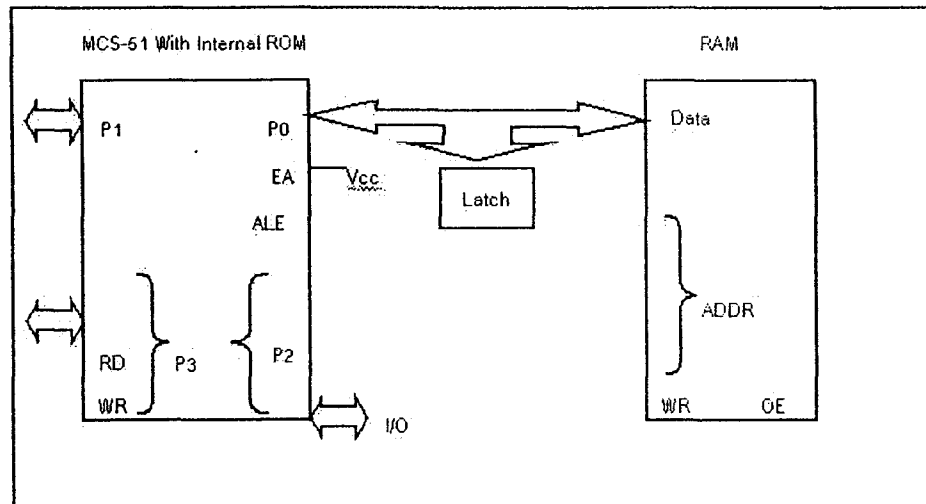 MCS-51 With Internal ROM
RAM
P1
P0
Data
EA
Vcc
Latch
ALE
ADDR
RD
P3
P2
WR
I/O
WR
OE